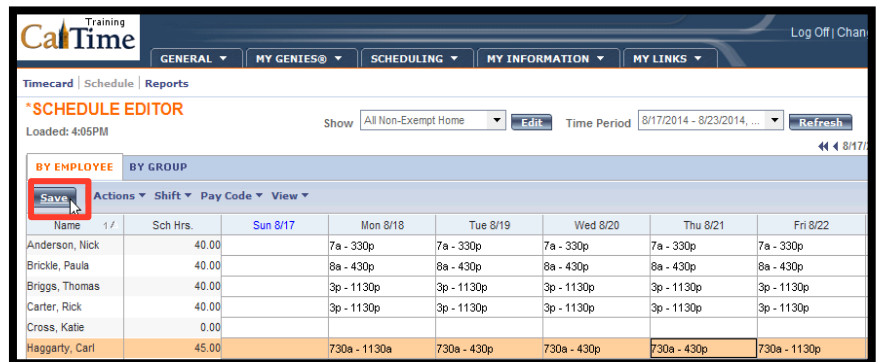 Training
CalTime
Log Off | Chan
GENERAL MY GENIES® SCHEDULING MY INFORMATION MY LINKS
Timecard | Schedule | Reports
*SCHEDULE EDITOR
Loaded: 4:05PM
Show All Non-Exempt Home Edit Time Period 8/17/2014 - 8/23/2014, ... Refresh
8/17/
BY EMPLOYEE BY GROUP
Save Actions Shift Pay Code View
Name 1/ Sch Hrs. Sun 8/17 Mon 8/18 Tue 8/19 Wed 8/20 Thu 8/21 Fri 8/22
Anderson, Nick 40.00 7a - 330p 7a - 330p 7a - 330p 7a - 330p 7a - 330p
Brickle, Paula 40.00 8a - 430p 8a - 430p 8a - 430p 8a - 430p 8a - 430p
Briggs, Thomas 40.00 3p - 1130p 3p - 1130p 3p - 1130p 3p - 1130p 3p - 1130p
Carter, Rick 40.00 3p - 1130p 3p - 1130p 3p - 1130p 3p - 1130p 3p - 1130p
Cross, Katie 0.00
Haggarty, Carl 45.00 730a - 1130a 730a - 430p 730a - 430p 730a - 430p 730a - 1130p